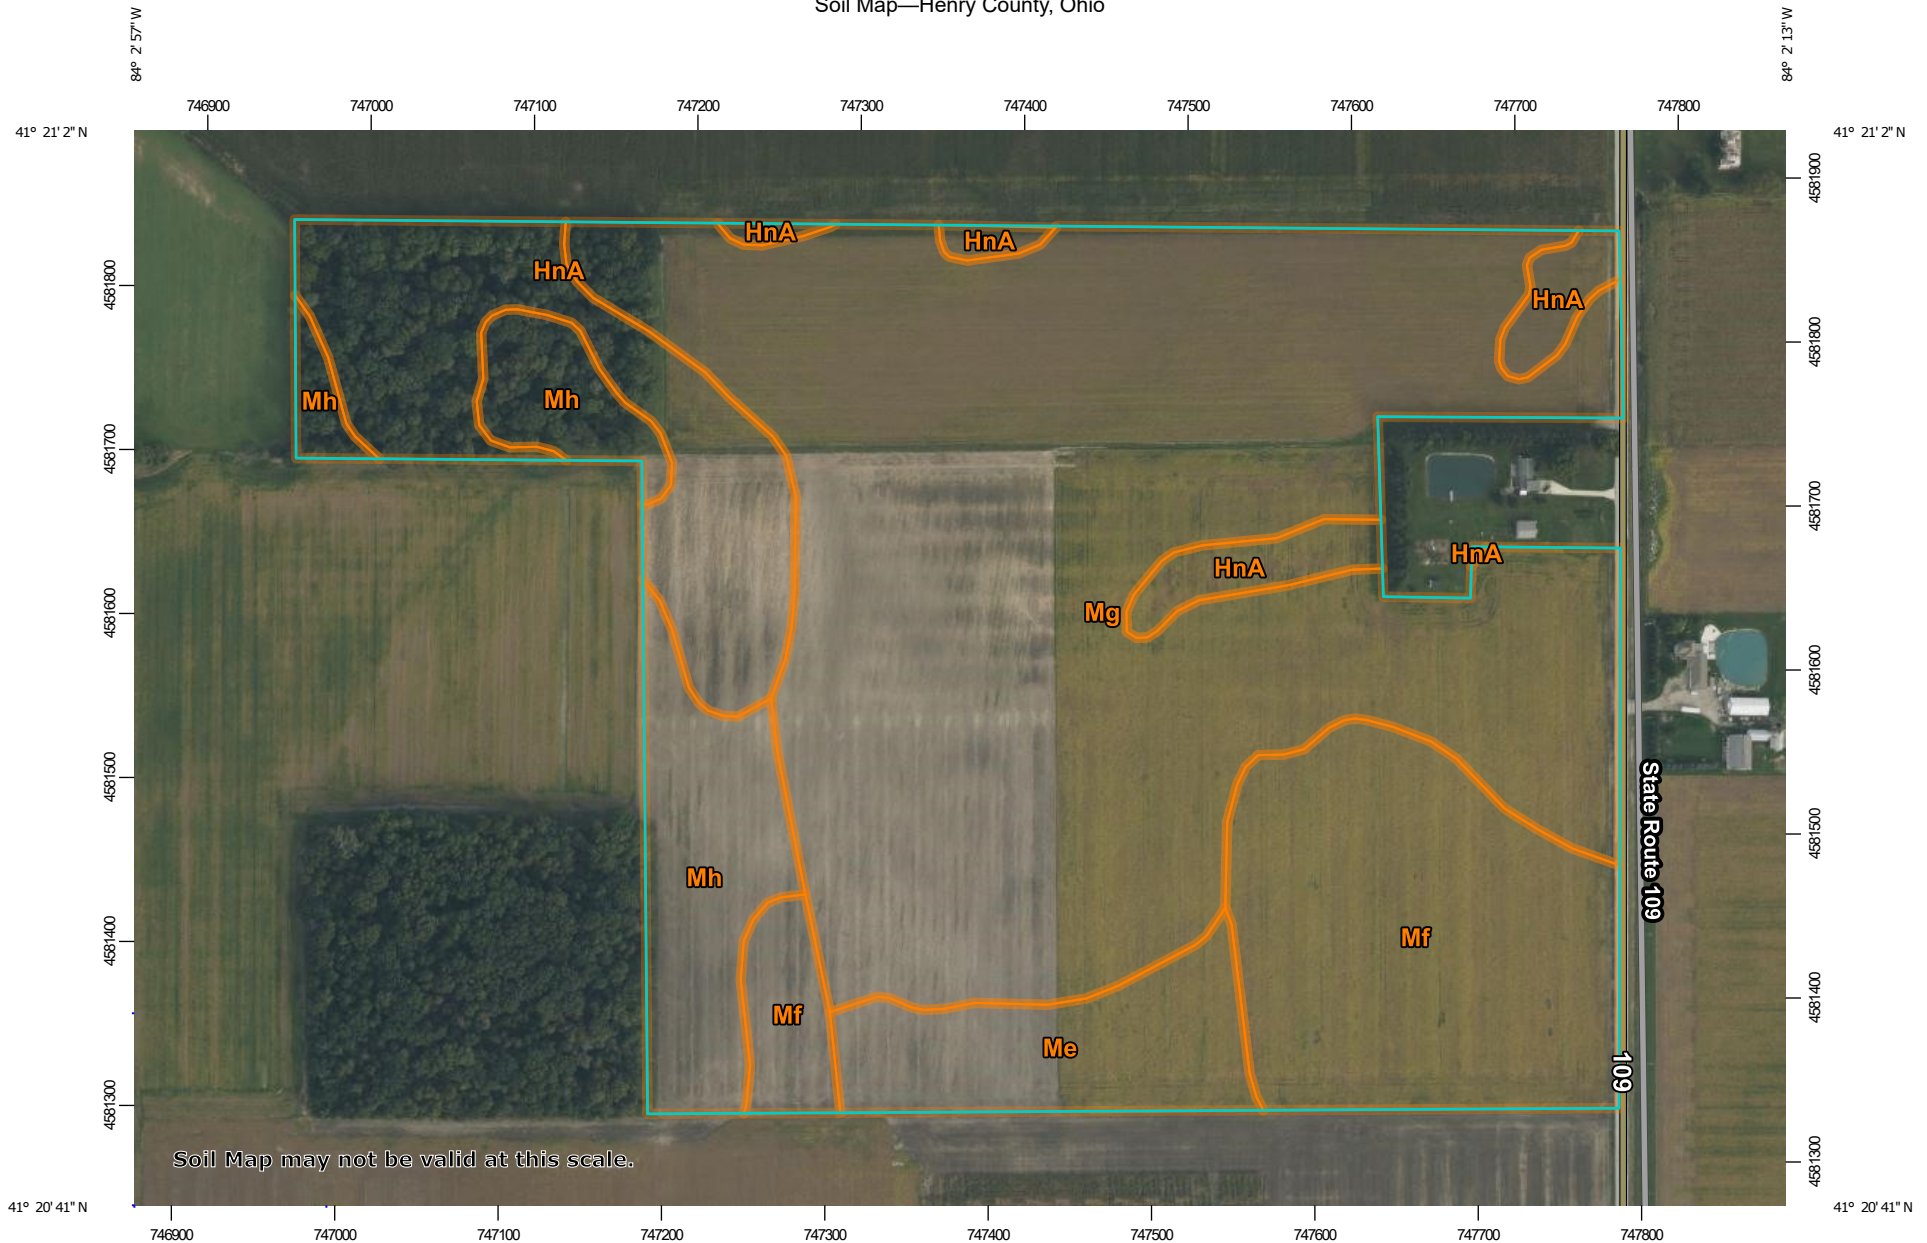 Soil Map—Henry County, Ohio
84° 2' 57" W
84° 2' 13" W
746900 747000 747100 747200 747300 747400 747500 747600 747700 747800
41° 21' 2" N
41° 21' 2" N
4581900
HnA
HnA
HnA
4581800
HnA
4581800
Mh
Mh
4581700
4581700
HnA
HnA
Mg
4581600
4581600
4581500
State Route 109
4581500
Mh
Mf
4581400
4581400
Mf
Me
109
4581300
4581300
Soil Map may not be valid at this scale.
41° 20' 41" N
41° 20' 41" N
746900 747000 747100 747200 747300 747400 747500 747600 747700 747800